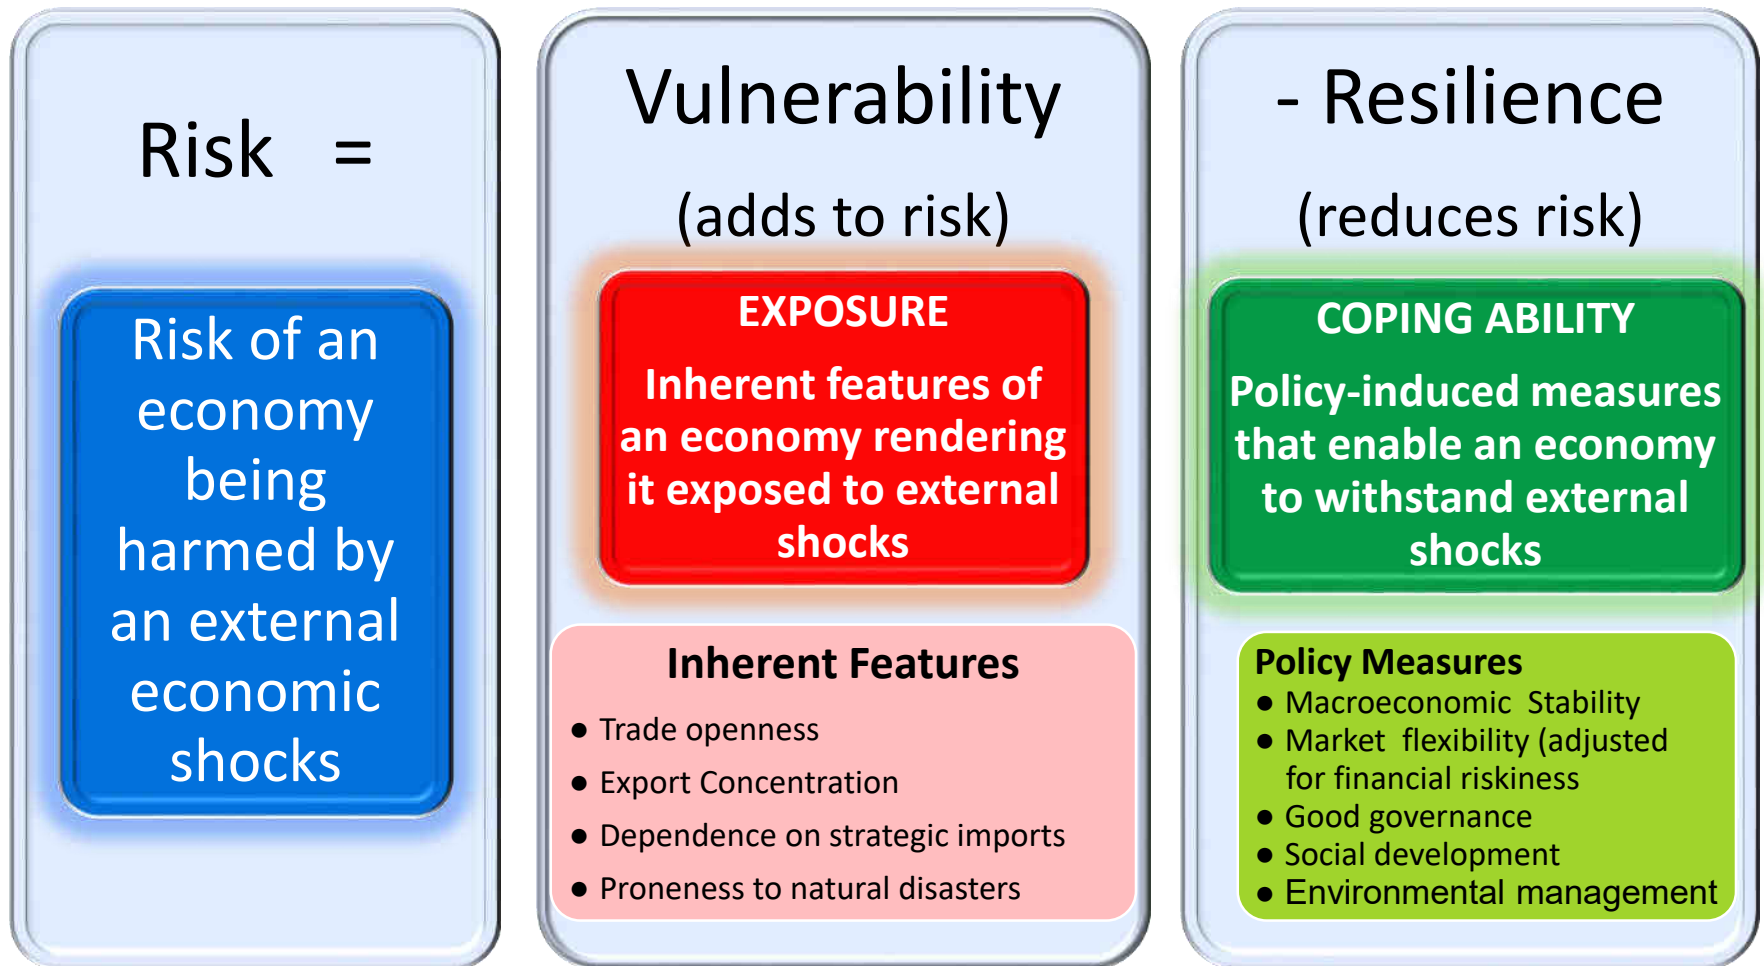 Risk =
Risk of an
economy
being
harmed by
an external
economic
shocks
Vulnerability
(adds to risk)
EXPOSURE
Inherent features of
an economy rendering
it exposed to external
shocks
Inherent Features
● Trade openness
● Export Concentration
● Dependence on strategic imports
● Proneness to natural disasters
- Resilience
(reduces risk)
COPING ABILITY
Policy-induced measures
that enable an economy
to withstand external
shocks
Policy Measures
● Macroeconomic Stability
● Market flexibility (adjusted
for financial riskiness
● Good governance
● Social development
● Environmental management